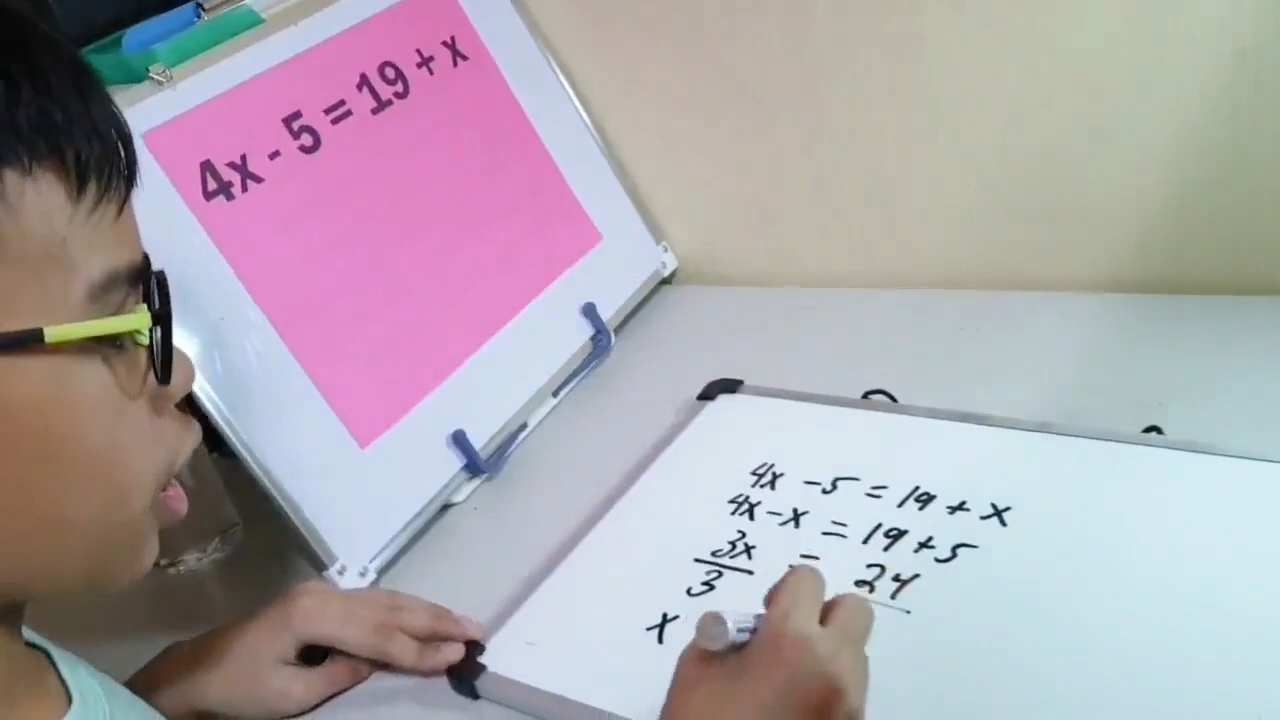 4x - 5 = 19 + x
4x - 5 = 19 + x
4x - x = 19 + 5
3x = 24
3
x